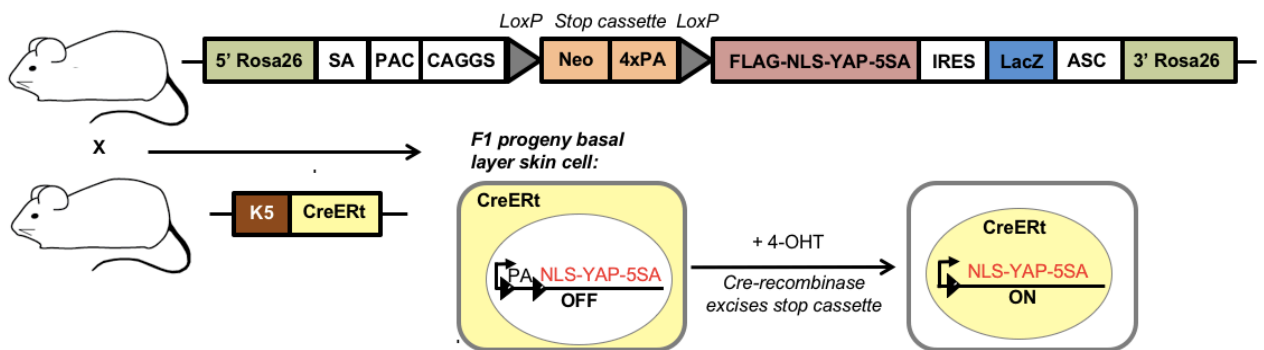 LoxP Stop cassette LoxP
5' Rosa26 SA PAC CAGGS Neo 4xPA FLAG-NLS-YAP-5SA IRES LacZ ASC 3' Rosa26
X
F1 progeny basal
layer skin cell:
K5 CreERt
CreERt
PA NLS-YAP-5SA
OFF
+ 4-OHT
Cre-recombinase
excises stop cassette
CreERt
NLS-YAP-5SA
ON